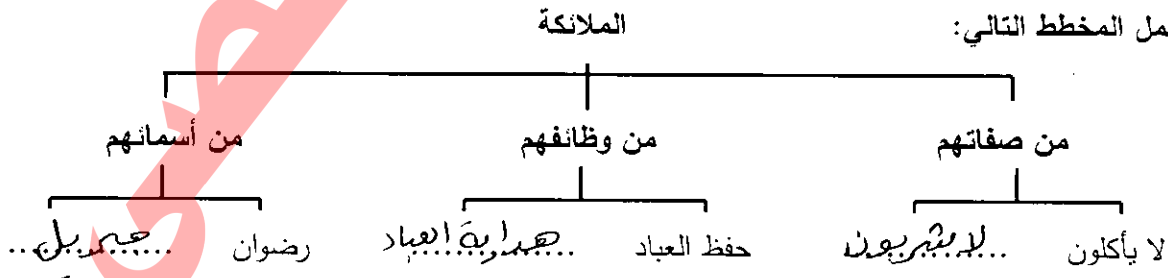 مل المخطط التالي: الملائكة
من صفاتهم من وظائفهم من أسمائهم
لا يأكلون ...لا يشربون حفظ العباد ...هداية العباد رضوان ...جبريل...